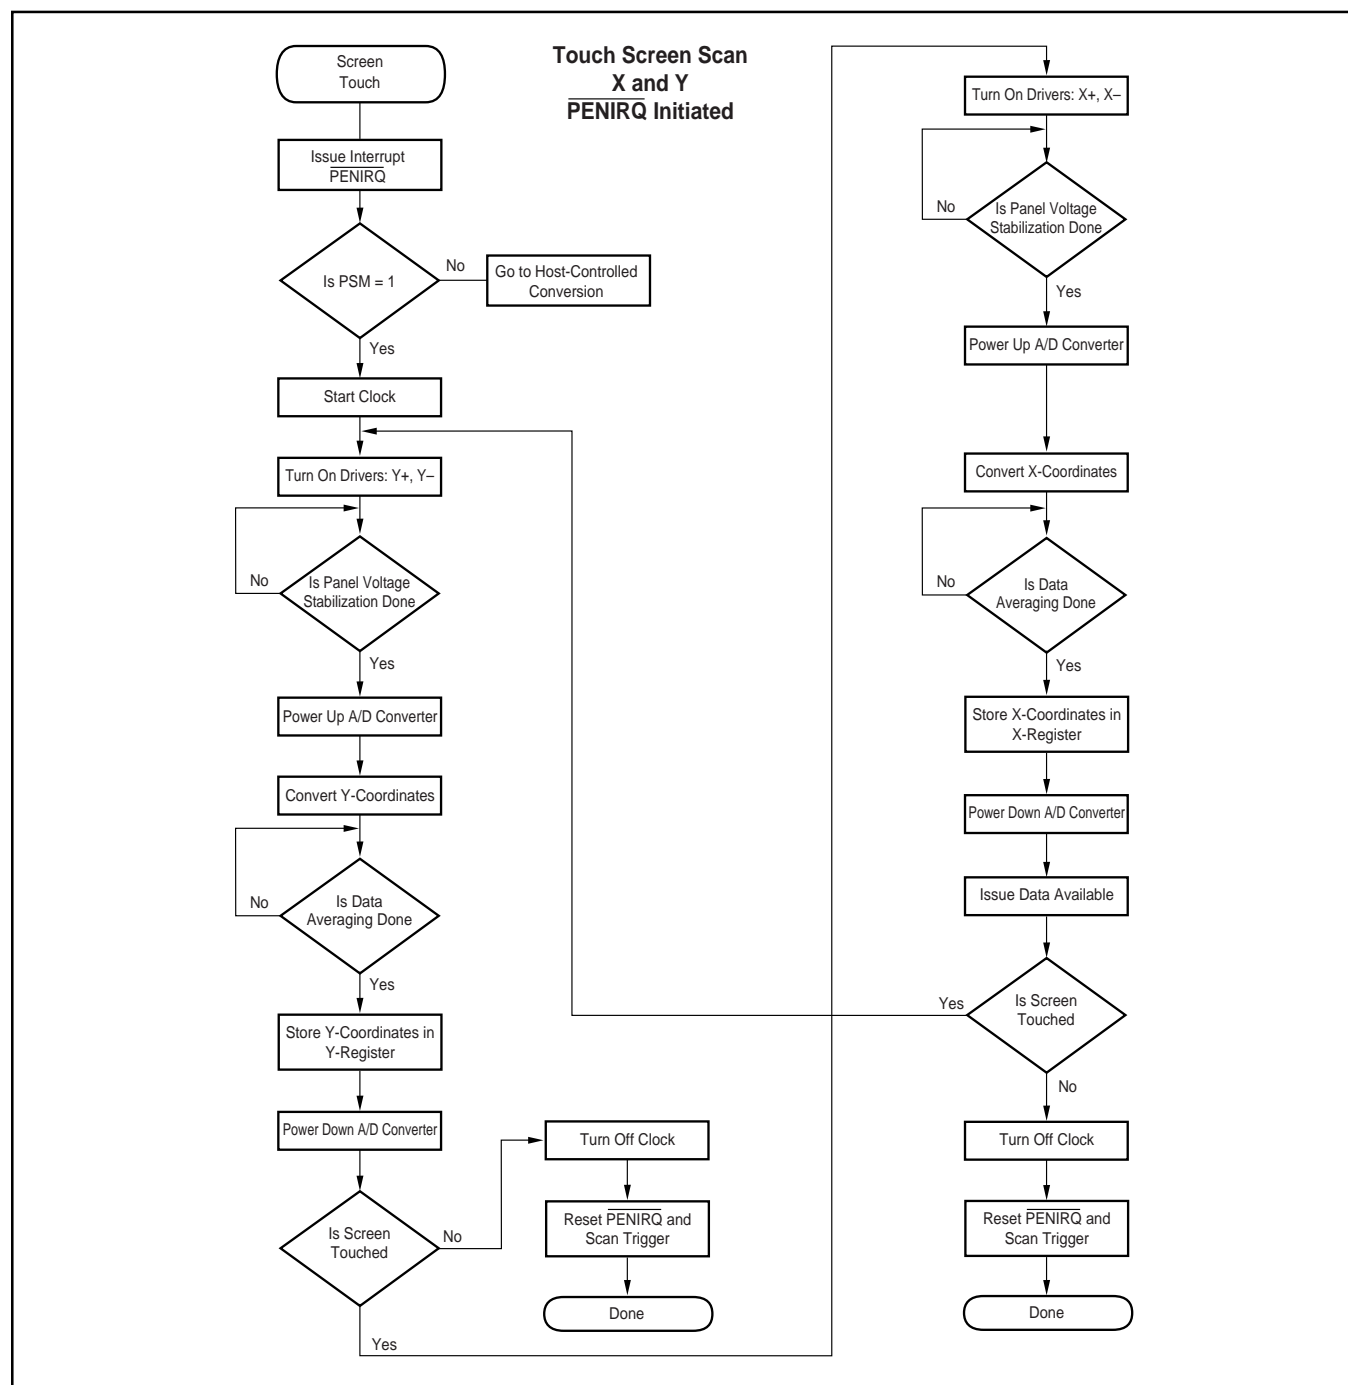 Touch Screen Scan
X and Y
PENIRQ Initiated
Screen
Touch
Issue Interrupt
PENIRQ
Is PSM = 1
No
Go to Host-Controlled
Conversion
Yes
Start Clock
Turn On Drivers: Y+, Y–
Is Panel Voltage
Stabilization Done
No
Yes
Power Up A/D Converter
Convert Y-Coordinates
Is Data
Averaging Done
No
Yes
Store Y-Coordinates in
Y-Register
Power Down A/D Converter
Is Screen
Touched
No
Turn Off Clock
Reset PENIRQ and
Scan Trigger
Done
Yes
Turn On Drivers: X+, X–
Is Panel Voltage
Stabilization Done
No
Yes
Power Up A/D Converter
Convert X-Coordinates
Is Data
Averaging Done
No
Yes
Store X-Coordinates in
X-Register
Power Down A/D Converter
Issue Data Available
Is Screen
Touched
Yes
No
Turn Off Clock
Reset PENIRQ and
Scan Trigger
Done